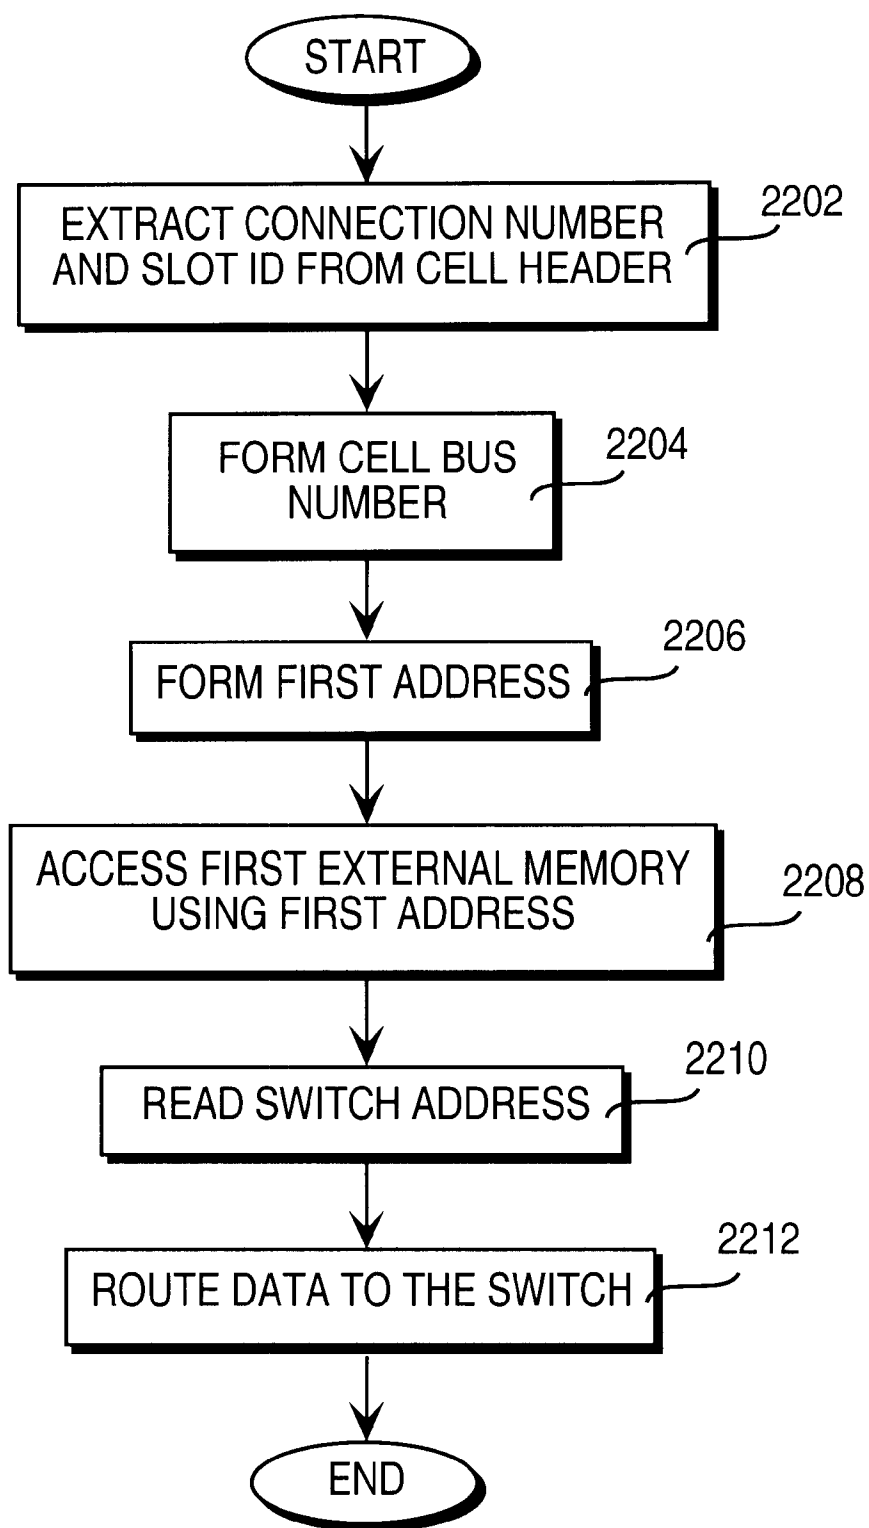 START
EXTRACT CONNECTION NUMBER
AND SLOT ID FROM CELL HEADER
2202
FORM CELL BUS
NUMBER
2204
FORM FIRST ADDRESS
2206
ACCESS FIRST EXTERNAL MEMORY
USING FIRST ADDRESS
2208
READ SWITCH ADDRESS
2210
ROUTE DATA TO THE SWITCH
2212
END